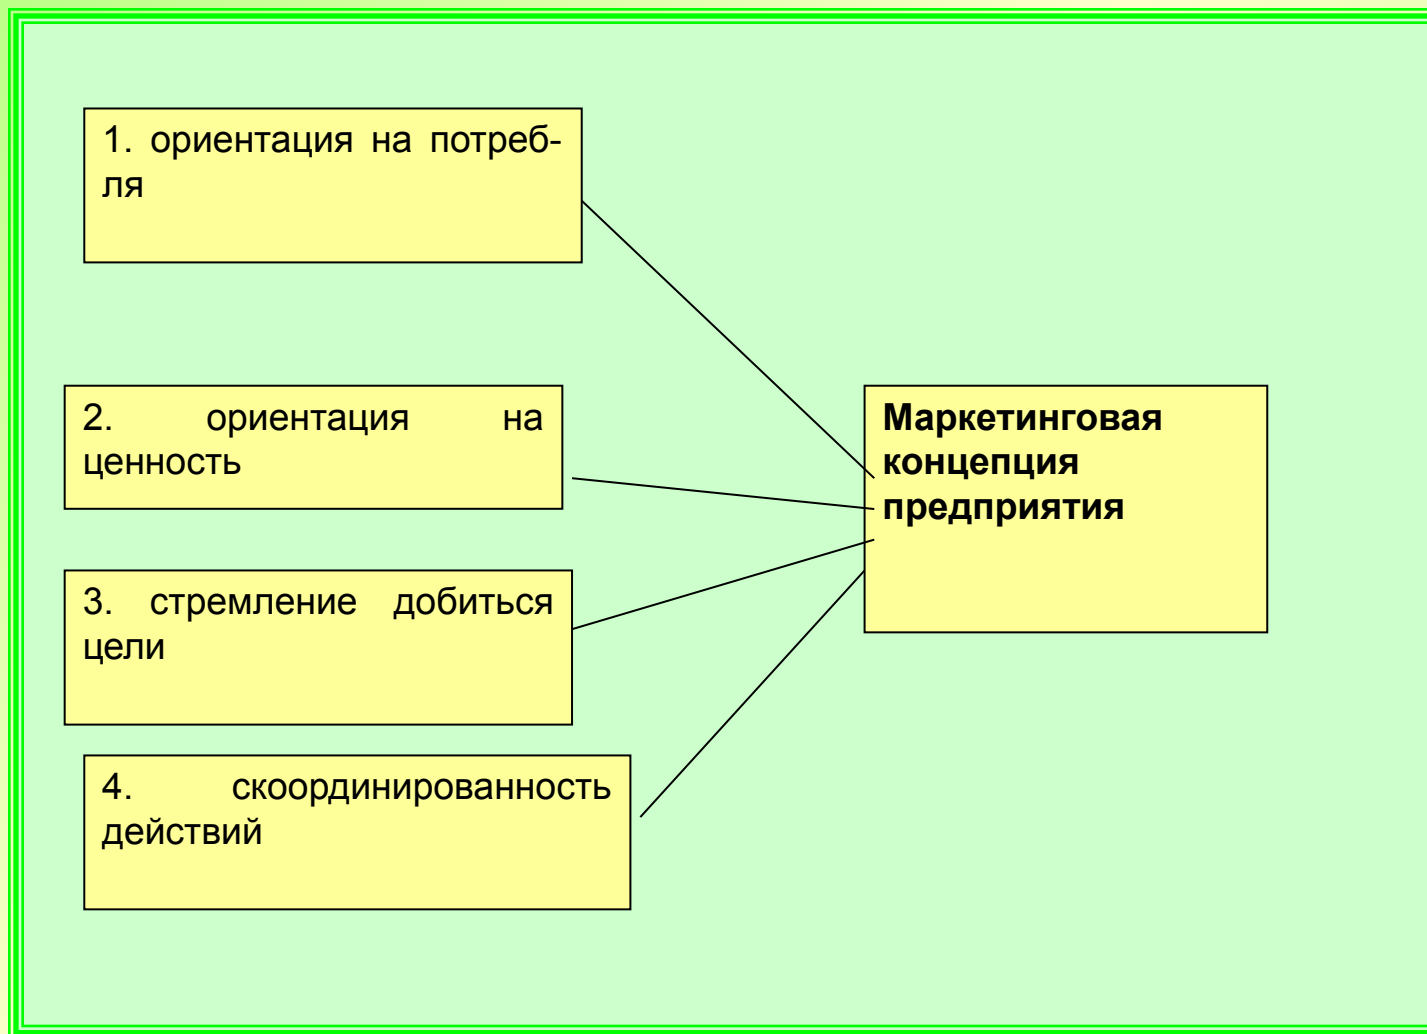 1. ориентация на потреб-
ля
2. ориентация на
ценность
Маркетинговая
концепция
предприятия
3. стремление добиться
цели
4. скоординированность
действий